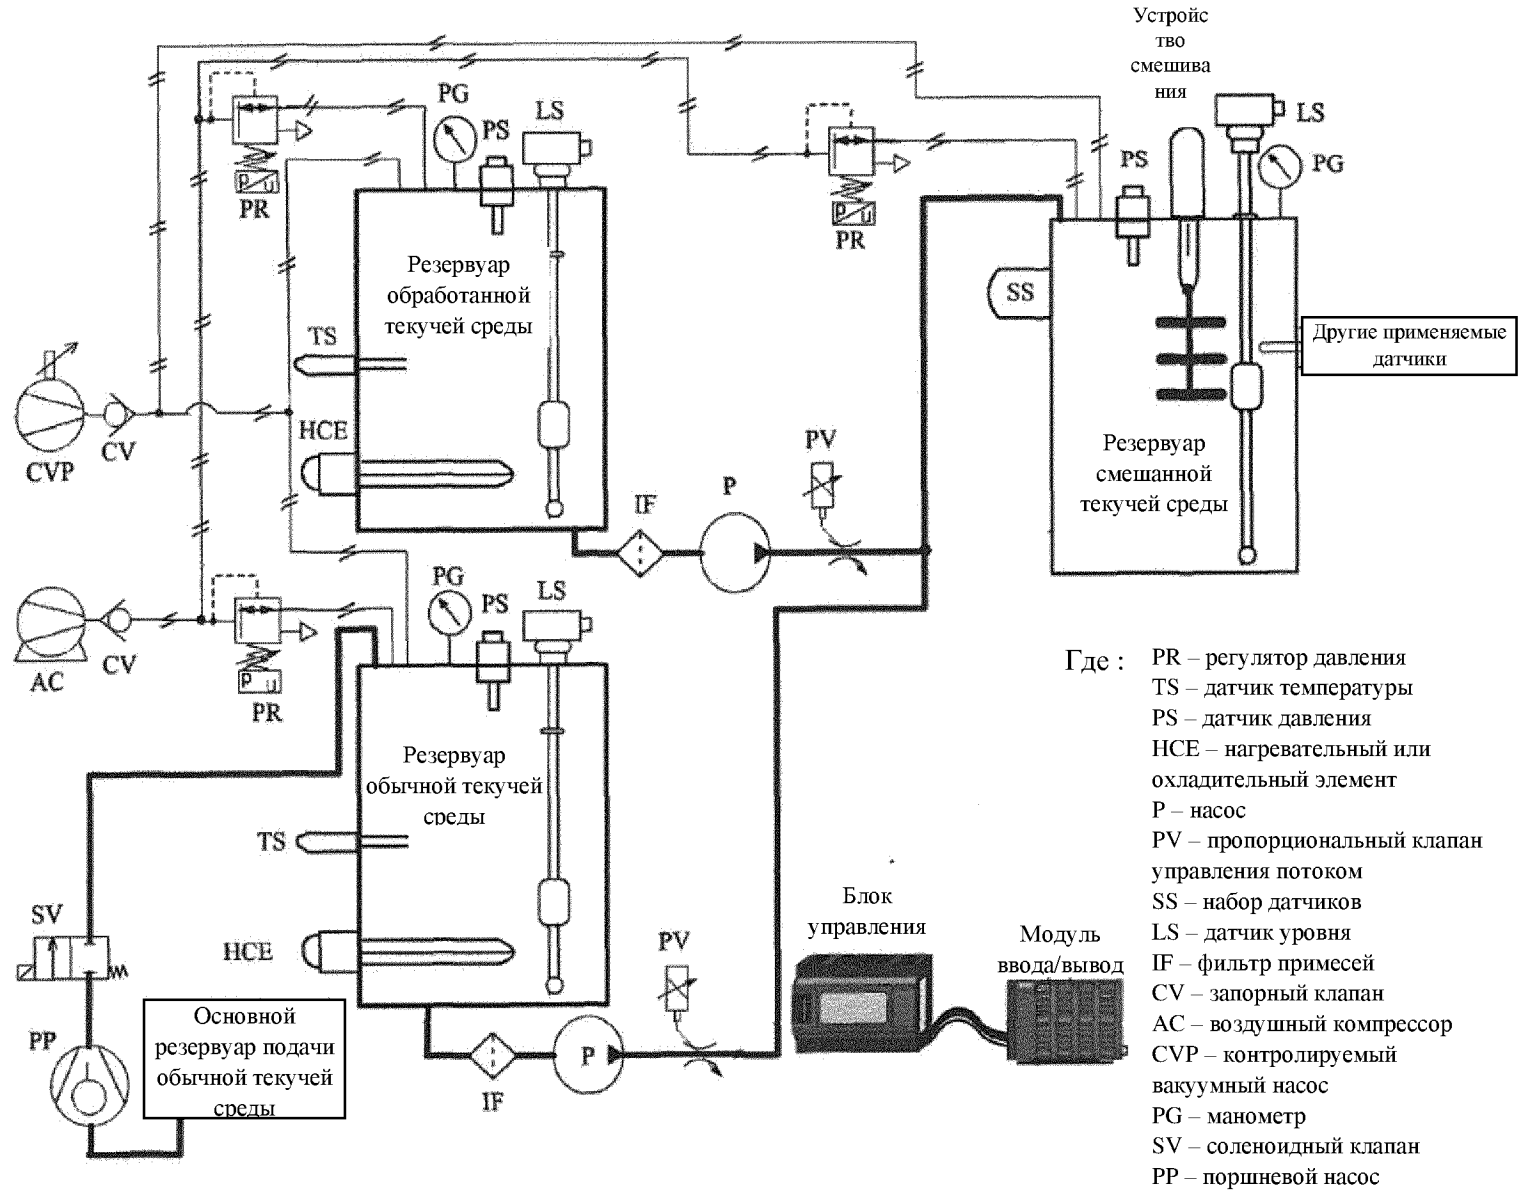 Устройс
тво
смешива
ния
PG
PS
LS
LS
PS
PG
P U
PR
P U
PR
Резервуар
обработанной
текучей среды
SS
TS
Другие применяемые
датчики
HCE
CV
CVP
PV
P
IF
Резервуар
смешанной
текучей среды
PG
PS
LS
AC
CV
P U
PR
Где :
PR – регулятор давления
TS – датчик температуры
PS – датчик давления
HCE – нагревательный или
охладительный элемент
P – насос
PV – пропорциональный клапан
управления потоком
SS – набор датчиков
LS – датчик уровня
IF – фильтр примесей
CV – запорный клапан
AC – воздушный компрессор
CVP – контролируемый
вакуумный насос
PG – манометр
SV – соленоидный клапан
PP – поршневой насос
Резервуар
обычной текучей
среды
TS
HCE
SV
PV
Блок
управления
Модуль
ввода/вывод
PP
Основной
резервуар подачи
обычной текучей
среды
P
IF